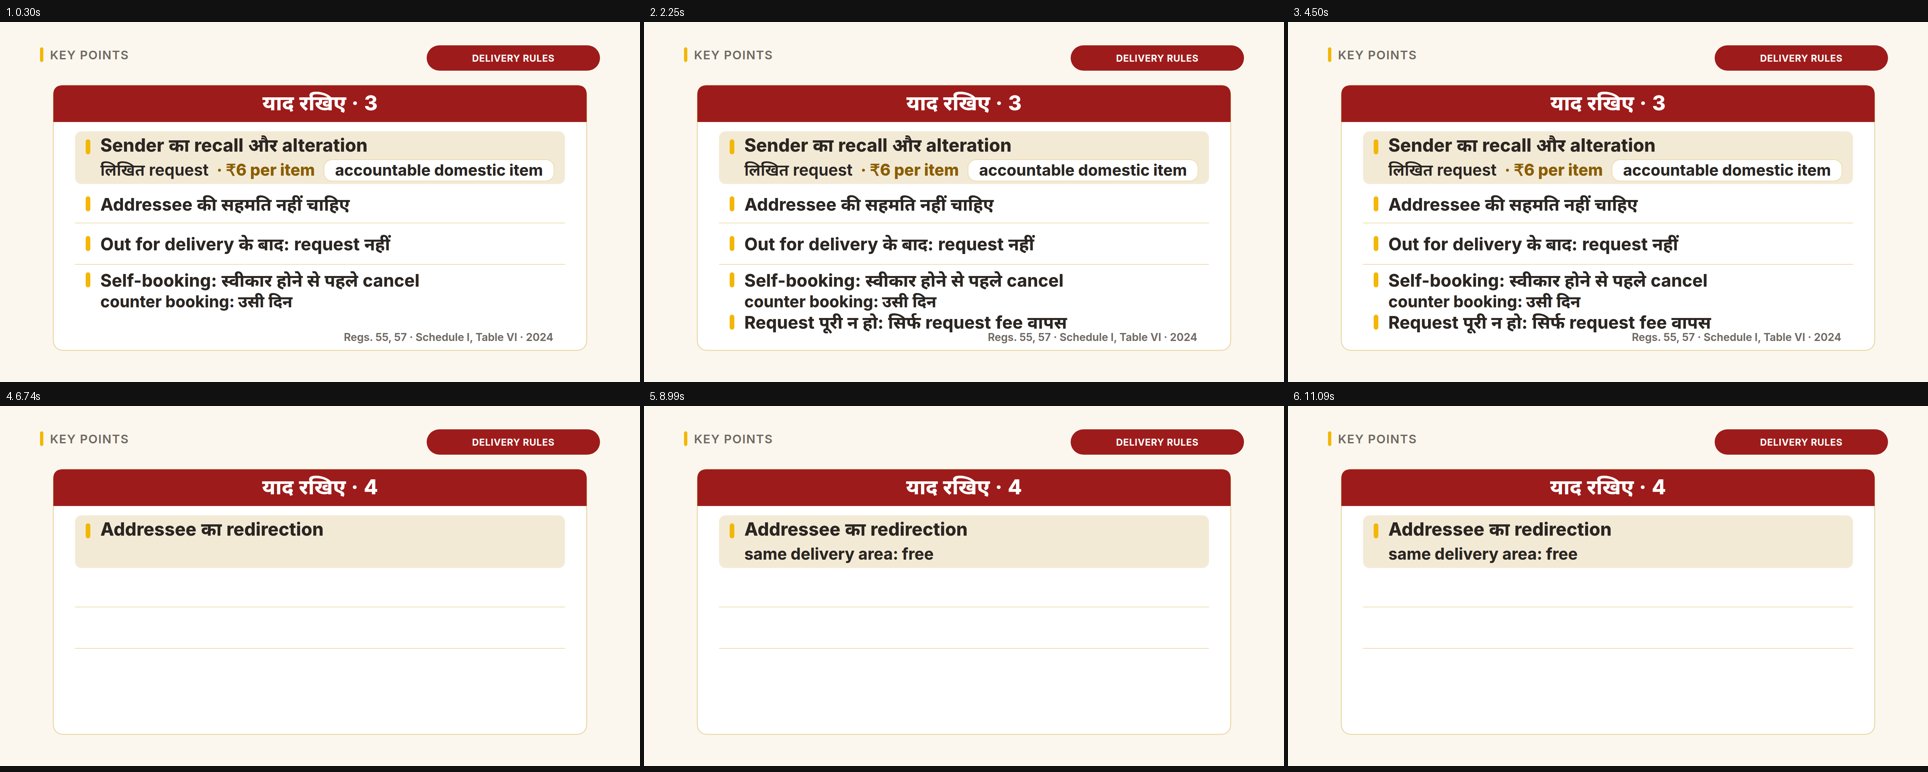 1. 0.30s
KEY POINTS
DELIVERY RULES
याद रखिए · 3
Sender का recall और alteration
लिखित request · ₹6 per item accountable domestic item
Addressee की सहमति नहीं चाहिए
Out for delivery के बाद: request नहीं
Self-booking: स्वीकार होने से पहले cancel
counter booking: उसी दिन
Regs. 55, 57 · Schedule I, Table VI · 2024
2. 2.25s
KEY POINTS
DELIVERY RULES
याद रखिए · 3
Sender का recall और alteration
लिखित request · ₹6 per item accountable domestic item
Addressee की सहमति नहीं चाहिए
Out for delivery के बाद: request नहीं
Self-booking: स्वीकार होने से पहले cancel
counter booking: उसी दिन
Request पूरी न हो: सिर्फ request fee वापस
Regs. 55, 57 · Schedule I, Table VI · 2024
3. 4.50s
KEY POINTS
DELIVERY RULES
याद रखिए · 3
Sender का recall और alteration
लिखित request · ₹6 per item accountable domestic item
Addressee की सहमति नहीं चाहिए
Out for delivery के बाद: request नहीं
Self-booking: स्वीकार होने से पहले cancel
counter booking: उसी दिन
Request पूरी न हो: सिर्फ request fee वापस
Regs. 55, 57 · Schedule I, Table VI · 2024
4. 6.74s
KEY POINTS
DELIVERY RULES
याद रखिए · 4
Addressee का redirection
5. 8.99s
KEY POINTS
DELIVERY RULES
याद रखिए · 4
Addressee का redirection
same delivery area: free
6. 11.09s
KEY POINTS
DELIVERY RULES
याद रखिए · 4
Addressee का redirection
same delivery area: free